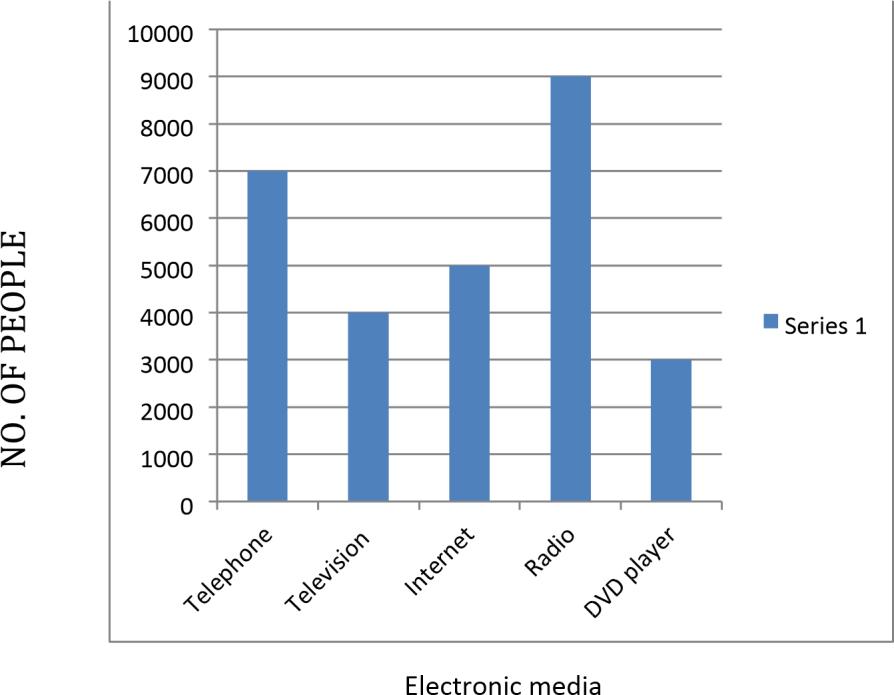 NO. OF PEOPLE
10000
9000
8000
7000
6000
5000
4000
3000
2000
1000
0
Telephone
Television
Internet
Radio
DVD player
Series 1
Electronic media